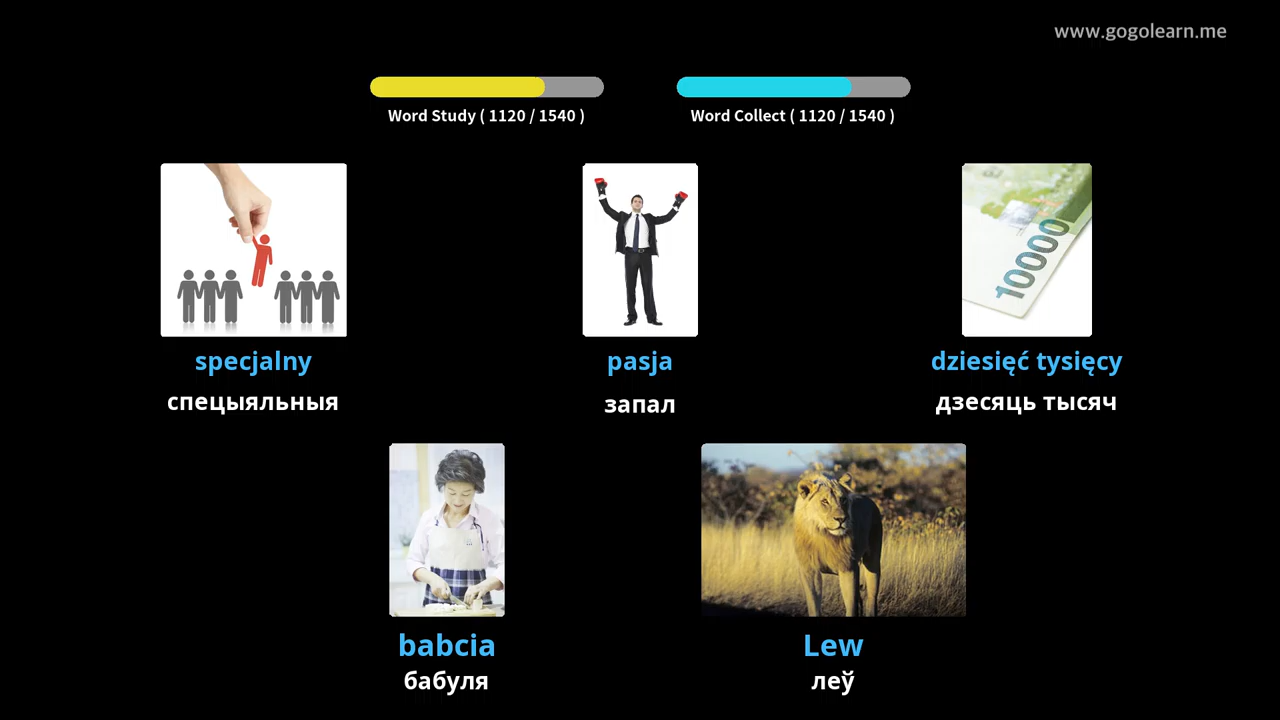 www.gogolearn.me
Word Study ( 1120 / 1540 )
Word Collect ( 1120 / 1540 )
10000
specjalny
pasja
dziesięć tysięcy
спецыяльныя
запал
дзесяць тысяч
babcia
Lew
бабуля
леў